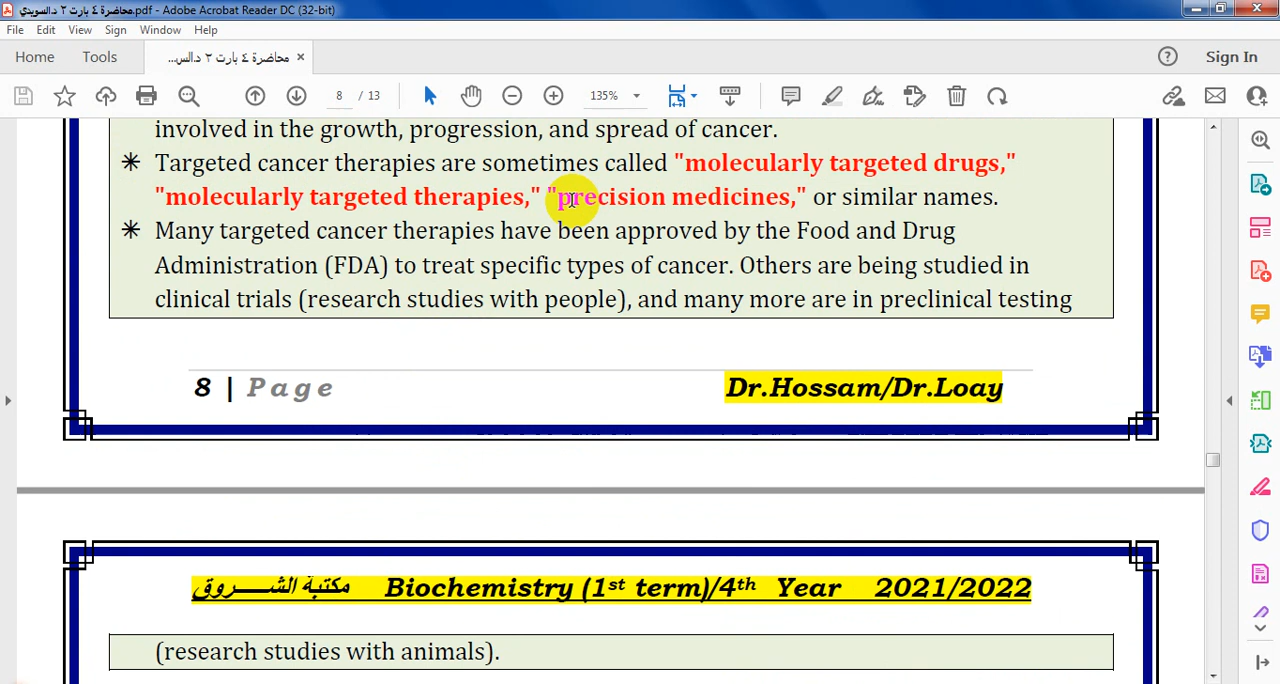 محاضرة ٤ بارت ٢ د.السويدي.pdf - Adobe Acrobat Reader DC (32-bit)
File Edit View Sign Window Help
Home Tools محاضرة ٤ بارت ٢ د.الس... × Sign In
8 / 13 135%
involved in the growth, progression, and spread of cancer.
Targeted cancer therapies are sometimes called "molecularly targeted drugs,"
"molecularly targeted therapies," "precision medicines," or similar names.
Many targeted cancer therapies have been approved by the Food and Drug
Administration (FDA) to treat specific types of cancer. Others are being studied in
clinical trials (research studies with people), and many more are in preclinical testing
8 | Page Dr.Hossam/Dr.Loay
مكتبة الشـــروق Biochemistry (1st term)/4th Year 2021/2022
(research studies with animals).